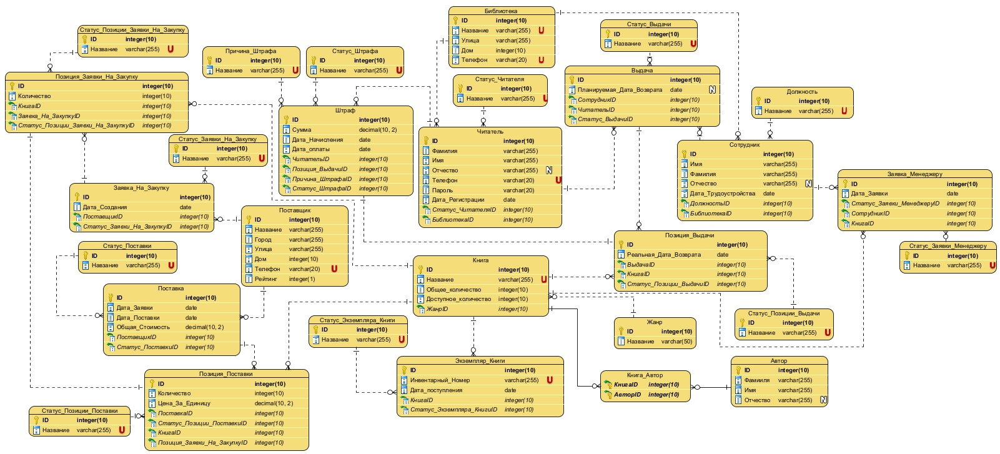 Библиотека
ID integer(10)
Название varchar(255) U
Улица varchar(255)
Дом integer(10)
Телефон varchar(20) U
Статус_Выдачи
ID integer(10)
Название varchar(255) U
Статус_Позиции_Заявки_На_Закупку
ID integer(10)
Название varchar(255) U
Причина_Штрафа
ID integer(10)
Название varchar(255) U
Статус_Штрафа
ID integer(10)
Название varchar(255) U
Позиция_Заявки_На_Закупку
ID integer(10)
Количество integer(10)
КнигаID integer(10)
Заявка_На_ЗакупкуID integer(10)
Статус_Позиции_Заявки_На_ЗакупкуID integer(10)
Статус_Читателя
ID integer(10)
Название varchar(255) U
Выдача
ID integer(10)
Планируемая_Дата_Возврата date N
СотрудникID integer(10)
ЧитательID integer(10)
Статус_ВыдачиID integer(10)
Должность
ID integer(10)
Название varchar(255) U
Штраф
ID integer(10)
Сумма decimal(10, 2)
Дата_Начисления date
Дата_оплаты date
ЧитательID integer(10)
Позиция_ВыдачиID integer(10)
Причина_ШтрафаID integer(10)
Статус_ШтрафаID integer(10)
Статус_Заявки_На_Закупку
ID integer(10)
Название varchar(255) U
Читатель
ID integer(10)
Фамилия varchar(255)
Имя varchar(255)
Отчество varchar(255) N
Телефон varchar(20) U
Пароль varchar(20)
Дата_Регистрации date
Статус_ЧитателяID integer(10)
БиблиотекаID integer(10)
Сотрудник
ID integer(10)
Имя varchar(255)
Фамилия varchar(255)
Отчество varchar(255) N
Дата_Трудоустройства date
ДолжностьID integer(10)
БиблиотекаID integer(10)
Заявка_Менеджеру
ID integer(10)
Дата_Заявки date
Статус_Заявки_МенеджеруID integer(10)
СотрудникID integer(10)
КнигаID integer(10)
Заявка_На_Закупку
ID integer(10)
Дата_Создания date
ПоставщикID integer(10)
Статус_Заявки_На_ЗакупкуID integer(10)
Поставщик
ID integer(10)
Название varchar(255)
Город varchar(255)
Улица varchar(255)
Дом integer(10)
Телефон varchar(20) U
Рейтинг integer(1)
Статус_Поставки
ID integer(10)
Название varchar(255) U
Позиция_Выдачи
ID integer(10)
Реальная_Дата_Возврата date
ВыдачаID integer(10)
КнигаID integer(10)
Статус_Позиции_ВыдачиID integer(10)
Статус_Заявки_Менеджеру
ID integer(10)
Название varchar(255) U
Книга
ID integer(10)
Название varchar(255) U
Общее_количество integer(10)
Доступное_количество integer(10)
ЖанрID integer(10)
Поставка
ID integer(10)
Дата_Заявки date
Дата_Поставки date
Общая_Стоимость decimal(10, 2)
ПоставщикID integer(10)
Статус_ПоставкиID integer(10)
Статус_Экземпляра_Книги
ID integer(10)
Название varchar(255) U
Жанр
ID integer(10)
Название varchar(50)
Статус_Позиции_Выдачи
ID integer(10)
Название varchar(255) U
Экземпляр_Книги
ID integer(10)
Инвентарный_Номер varchar(255) U
Дата_поступления date
КнигаID integer(10)
Статус_Экземпляра_КнигиID integer(10)
Книга_Автор
КнигаID integer(10)
АвторID integer(10)
Автор
ID integer(10)
Фамииля varchar(255)
Имя varchar(255)
Отчество varchar(255) N
Позиция_Поставки
ID integer(10)
Количество integer(10)
Цена_За_Единицу decimal(10, 2)
ПоставкаID integer(10)
Статус_Позиции_ПоставкиID integer(10)
КнигаID integer(10)
Позиция_Заявки_На_ЗакупкуID integer(10)
Статус_Позиции_Поставки
ID integer(10)
Название varchar(255) U